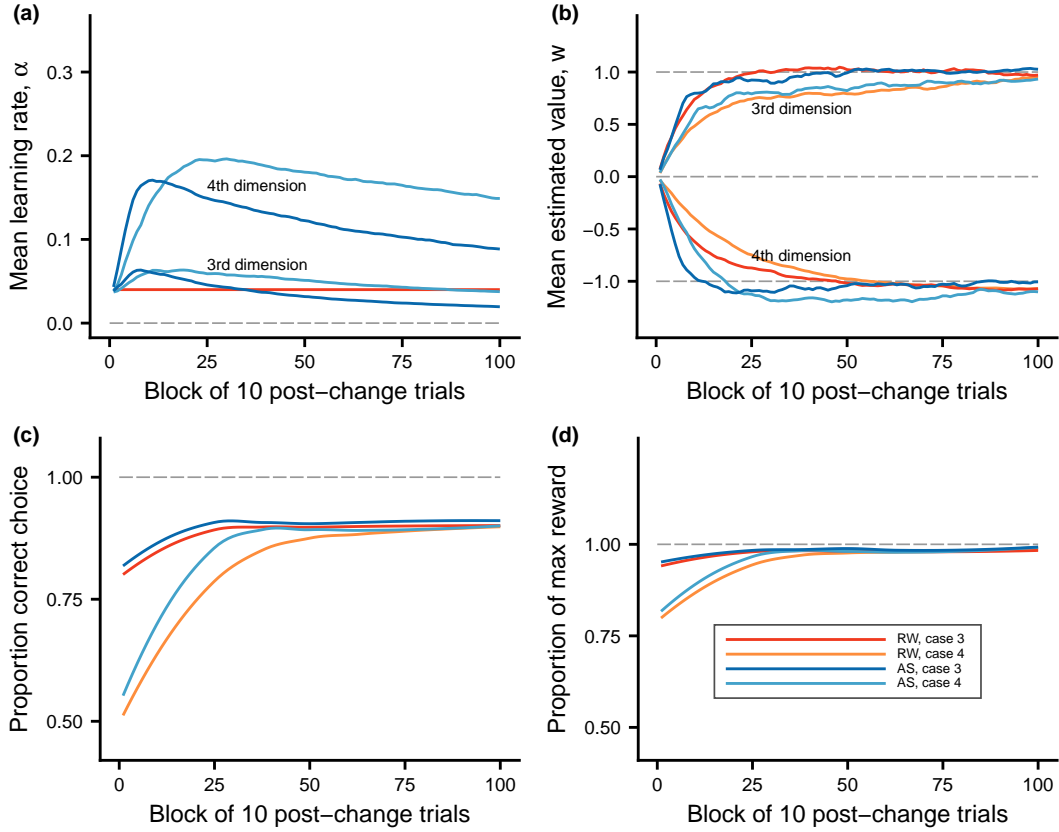 (a)
Mean learning rate, α
0.3
0.2
0.1
0.0
4th dimension
3rd dimension
0
25
50
75
100
Block of 10 post−change trials
(b)
Mean estimated value, w
1.0
0.5
0.0
−0.5
−1.0
3rd dimension
4th dimension
0
25
50
75
100
Block of 10 post−change trials
(c)
Proportion correct choice
1.00
0.75
0.50
0
25
50
75
100
Block of 10 post−change trials
(d)
Proportion of max reward
1.00
0.75
0.50
RW, case 3
RW, case 4
AS, case 3
AS, case 4
0
25
50
75
100
Block of 10 post−change trials